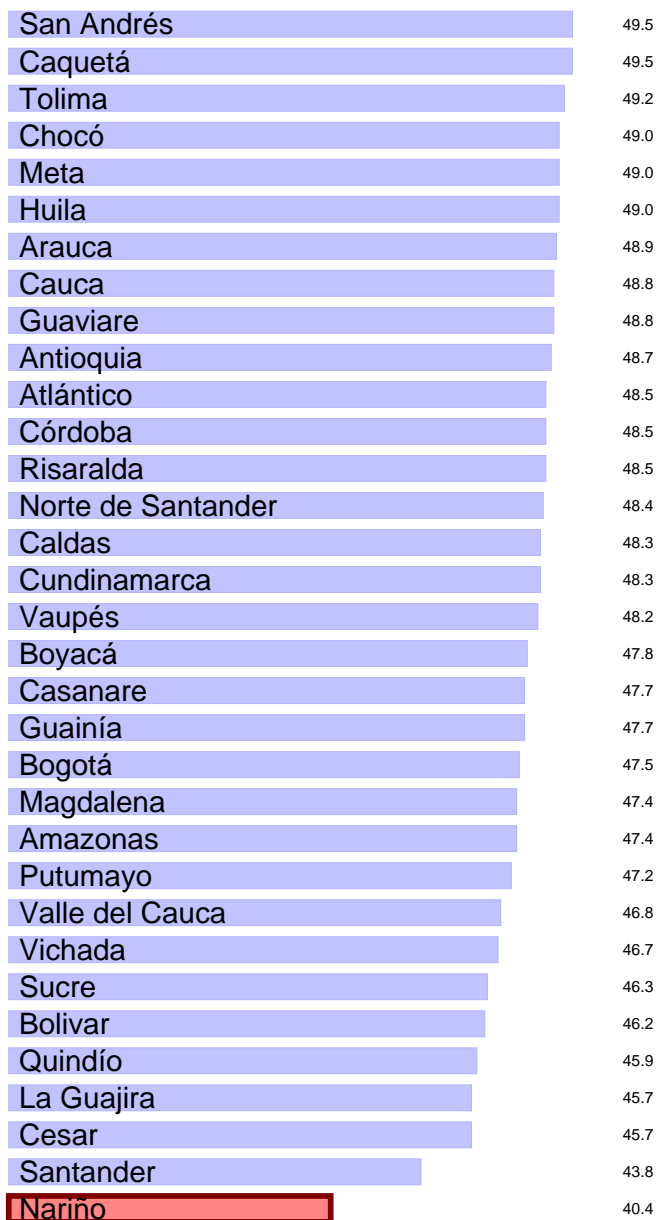 San Andrés 49.5
Caquetá 49.5
Tolima 49.2
Chocó 49.0
Meta 49.0
Huila 49.0
Arauca 48.9
Cauca 48.8
Guaviare 48.8
Antioquia 48.7
Atlántico 48.5
Córdoba 48.5
Risaralda 48.5
Norte de Santander 48.4
Caldas 48.3
Cundinamarca 48.3
Vaupés 48.2
Boyacá 47.8
Casanare 47.7
Guainía 47.7
Bogotá 47.5
Magdalena 47.4
Amazonas 47.4
Putumayo 47.2
Valle del Cauca 46.8
Vichada 46.7
Sucre 46.3
Bolivar 46.2
Quindío 45.9
La Guajira 45.7
Cesar 45.7
Santander 43.8
Nariño 40.4